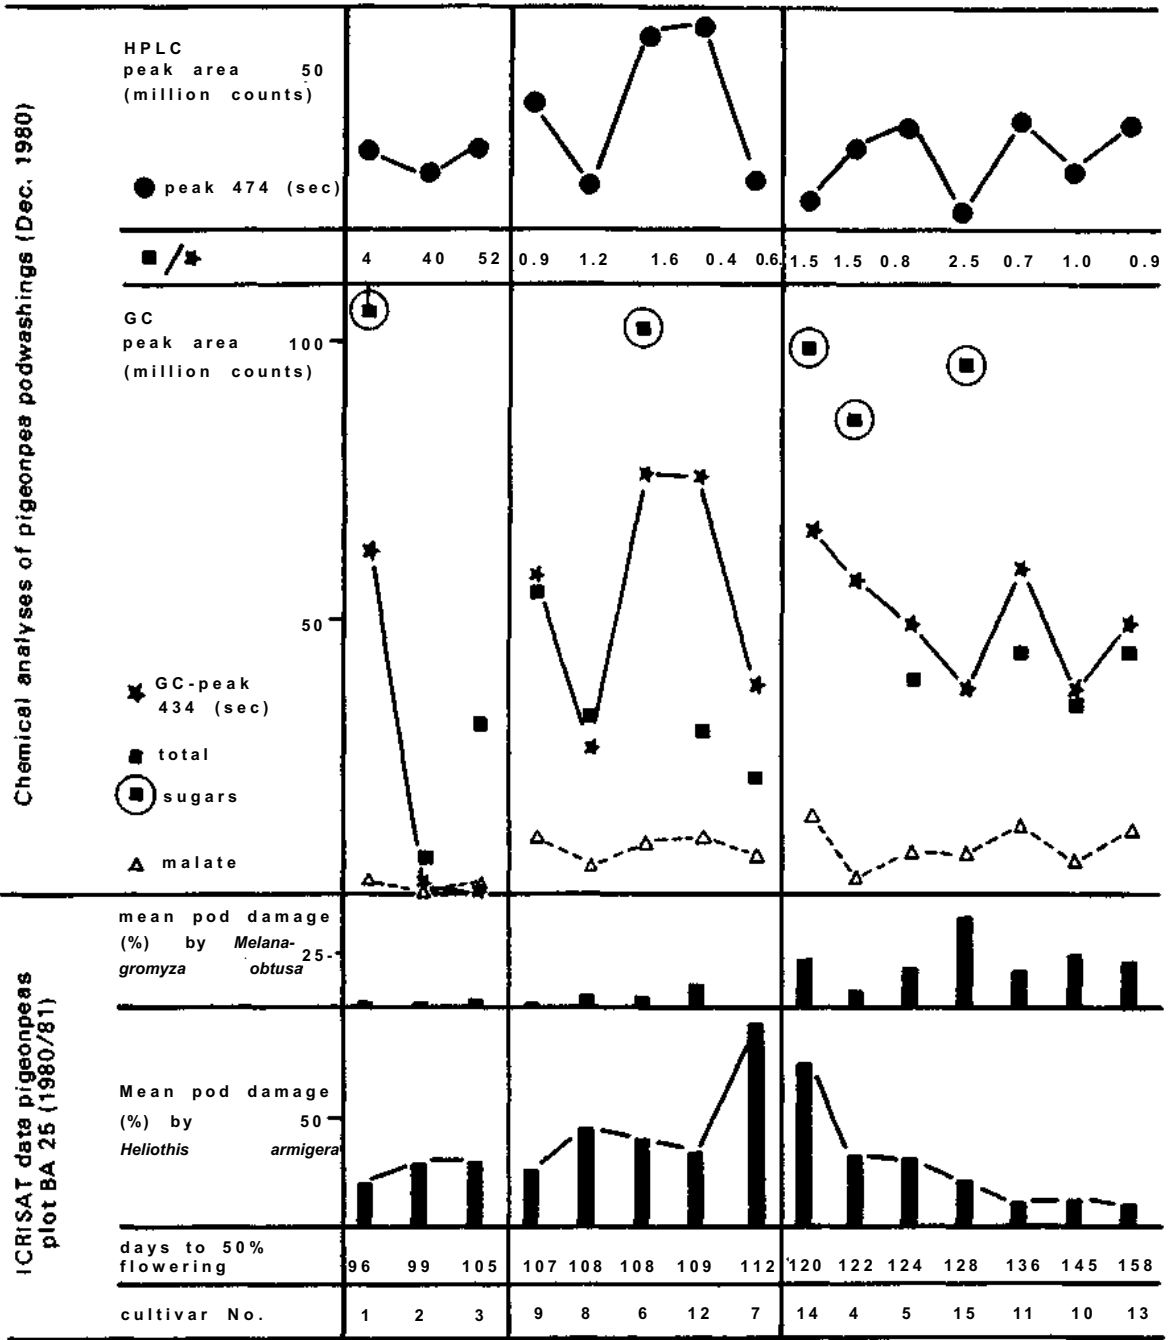 Chemical analyses of pigeonpea podwashings (Dec. 1980)
HPLC
peak area 50
(million counts)
peak 474 (sec)
/
4 40 52 0.9 1.2 1.6 0.4 0.6 1.5 1.5 0.8 2.5 0.7 1.0 0.9
GC
peak area 100
(million counts)
50
GC-peak
434 (sec)
total
sugars
malate
ICRISAT data pigeonpeas
plot BA 25 (1980/81)
mean pod damage
(%) by Melana-
25-
gromyza obtusa
Mean pod damage
(%) by 50
Heliothis armigera
days to 50%
flowering 96 99 105 107 108 108 109 112 120 122 124 128 136 145 158
cultivar No. 1 2 3 9 8 6 12 7 14 4 5 15 11 10 13